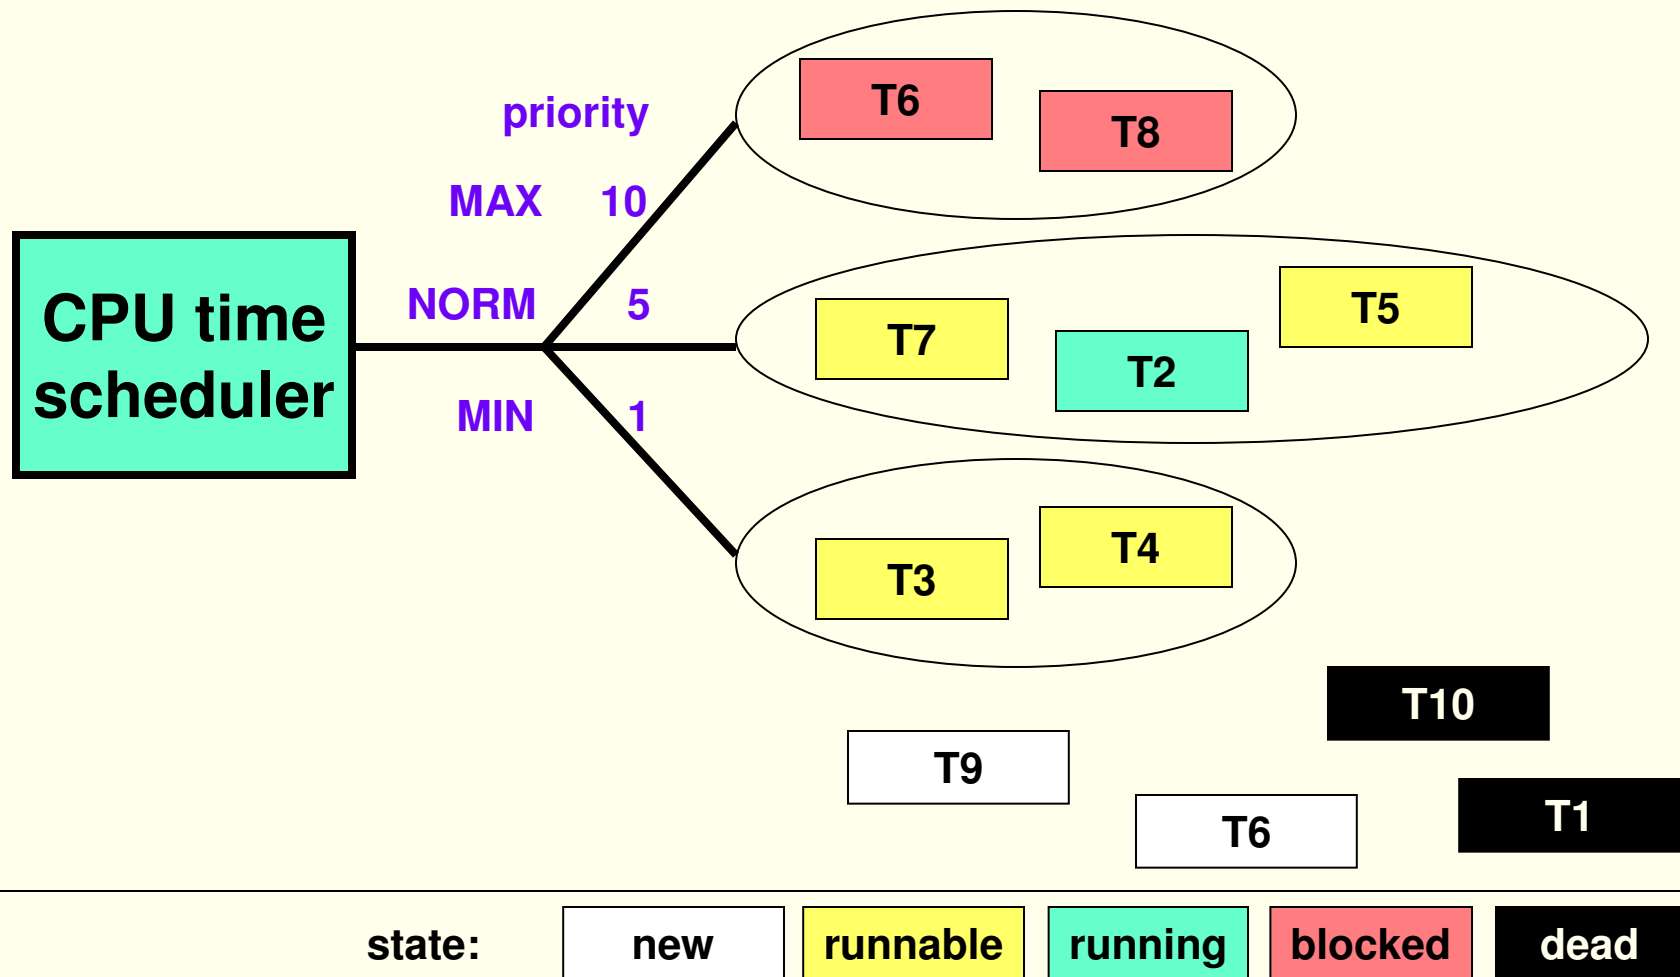 priority
MAX 10
NORM 5
MIN 1
CPU time
scheduler
T6
T8
T7
T2
T5
T3
T4
T10
T9
T6
T1
state: new runnable running blocked dead